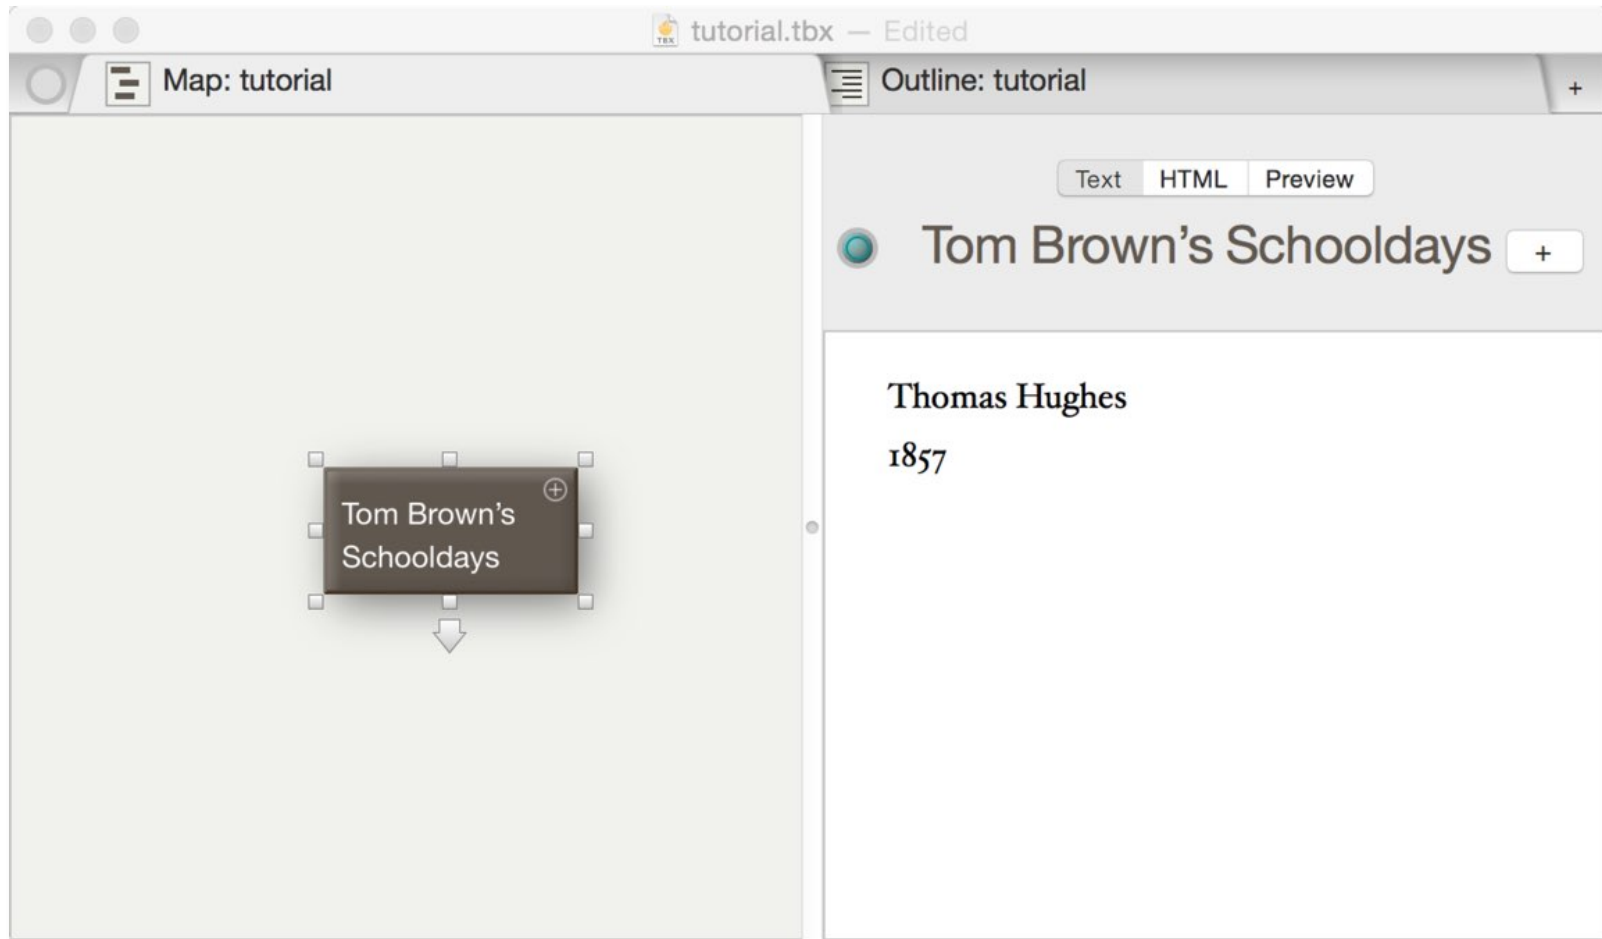 tutorial.tbx — Edited
Map: tutorial
Outline: tutorial
+
Text HTML Preview
Tom Brown’s Schooldays +
Thomas Hughes
1857
Tom Brown’s
Schooldays